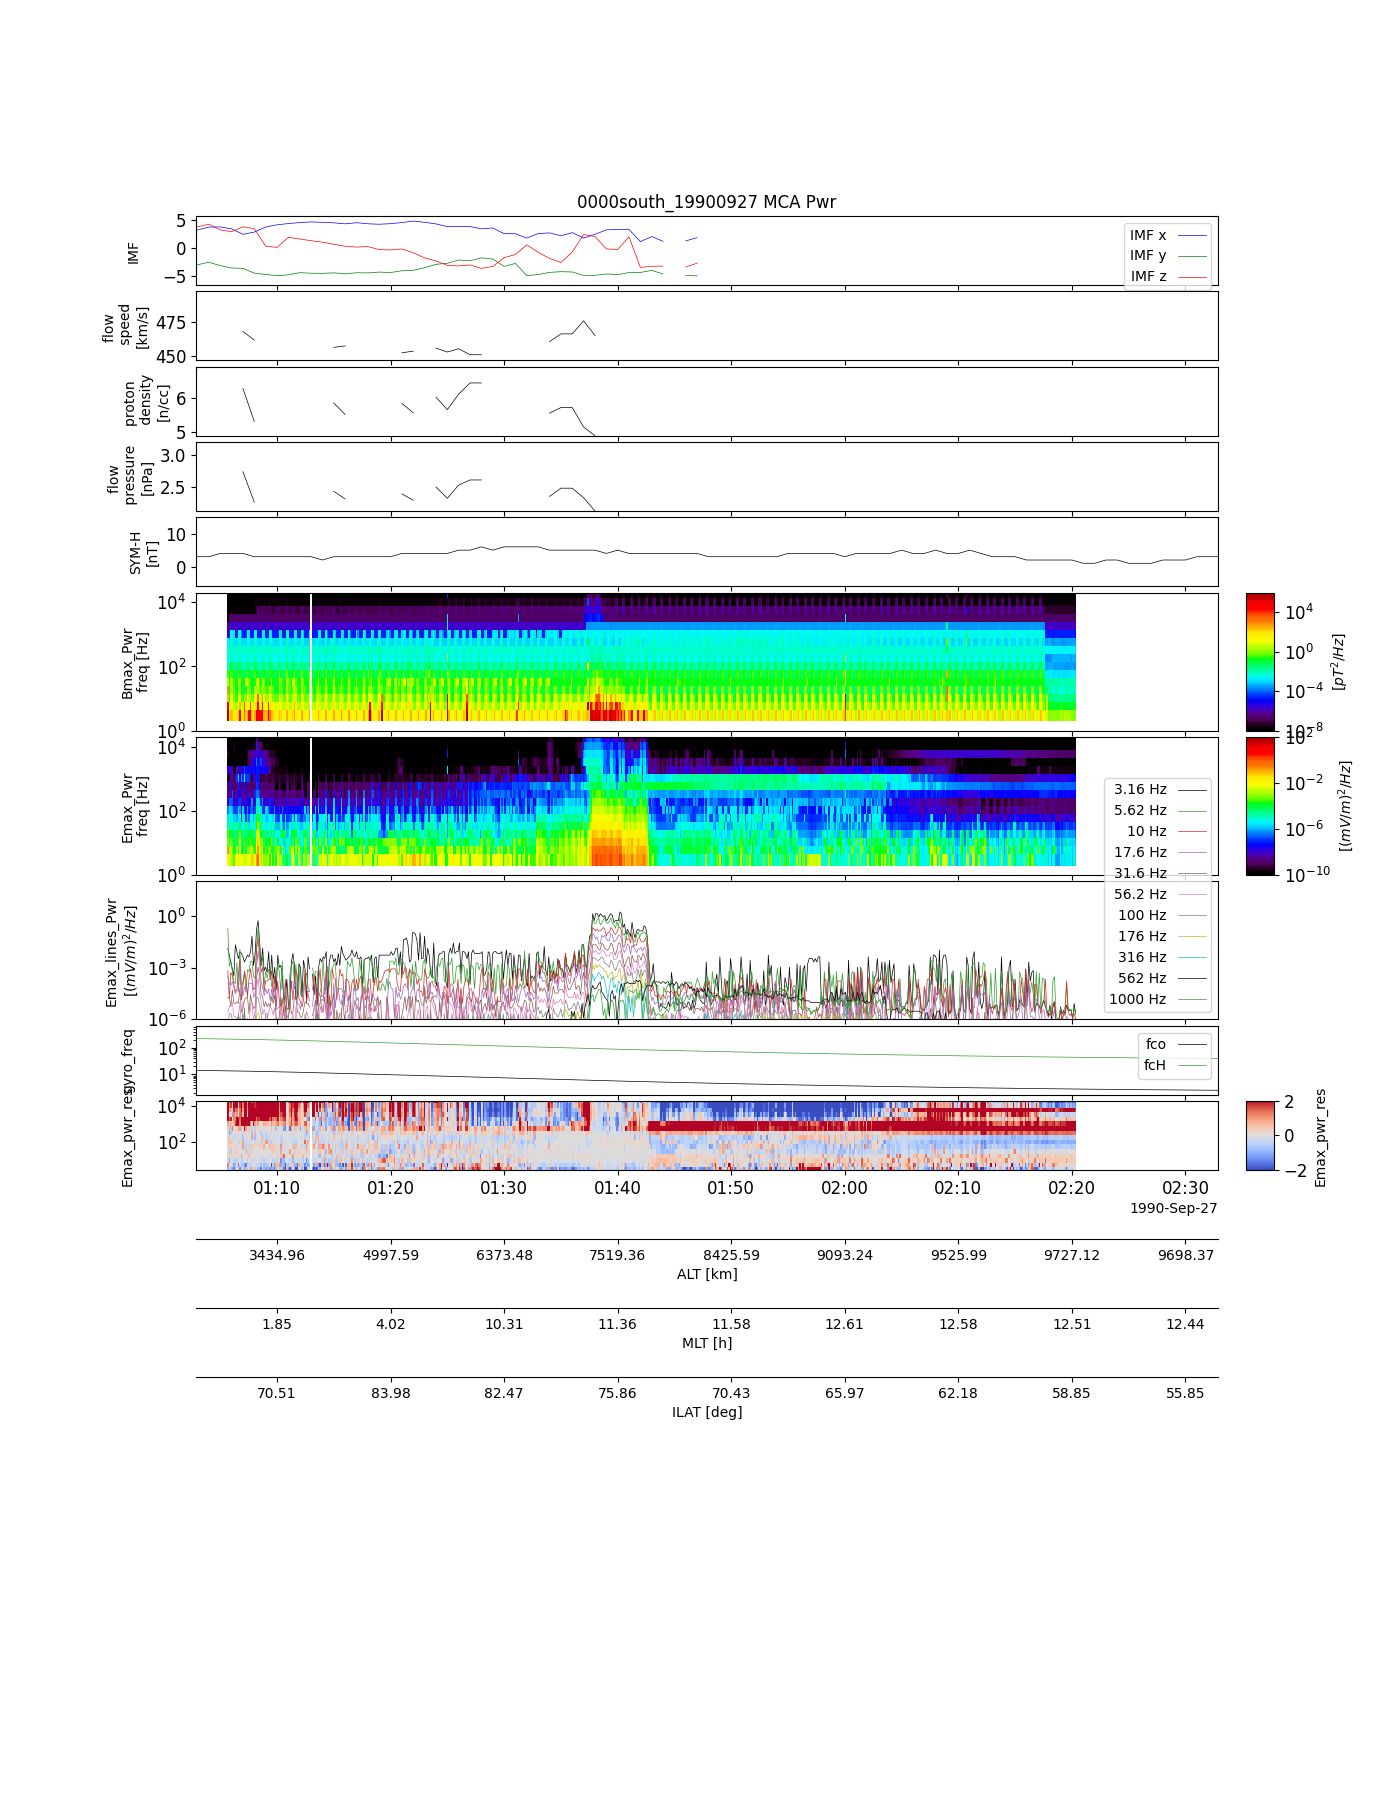 0000south_19900927 MCA Pwr
5
0
−5
IMF
IMF x
IMF y
IMF z
475
450
flow
speed
[km/s]
6
5
proton
density
[n/cc]
3.0
2.5
flow
pressure
[nPa]
10
0
SYM-H
[nT]
10^4
10^2
10^0
Bmax_Pwr
freq [Hz]
10^4
10^0
10^−4
10^−8
[pT^2/Hz]
10^4
10^2
10^0
Emax_Pwr
freq [Hz]
10^2
10^−2
10^−6
10^−10
[(mV/m)^2/Hz]
3.16 Hz
5.62 Hz
10 Hz
17.6 Hz
31.6 Hz
56.2 Hz
100 Hz
176 Hz
316 Hz
562 Hz
1000 Hz
10^0
10^−3
10^−6
Emax_lines_Pwr
[(mV/m)^2/Hz]
10^2
10^1
gyro_freq
fco
fcH
10^4
10^2
Emax_pwr_res
2
0
−2
Emax_pwr_res
01:10 01:20 01:30 01:40 01:50 02:00 02:10 02:20 02:30
1990-Sep-27
3434.96 4997.59 6373.48 7519.36 8425.59 9093.24 9525.99 9727.12 9698.37
ALT [km]
1.85 4.02 10.31 11.36 11.58 12.61 12.58 12.51 12.44
MLT [h]
70.51 83.98 82.47 75.86 70.43 65.97 62.18 58.85 55.85
ILAT [deg]